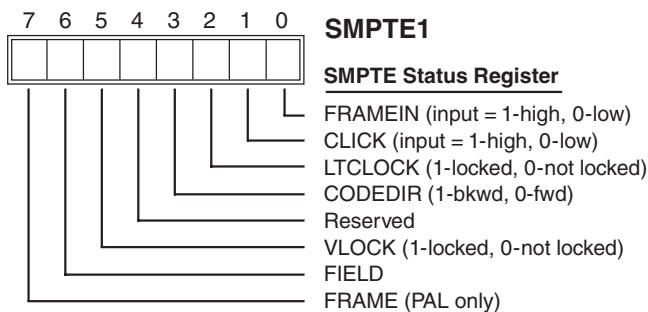 7 6 5 4 3 2 1 0
SMPTE1
SMPTE Status Register
FRAMEIN (input = 1-high, 0-low)
CLICK (input = 1-high, 0-low)
LTCLOCK (1-locked, 0-not locked)
CODEDIR (1-bkwd, 0-fwd)
Reserved
VLOCK (1-locked, 0-not locked)
FIELD
FRAME (PAL only)